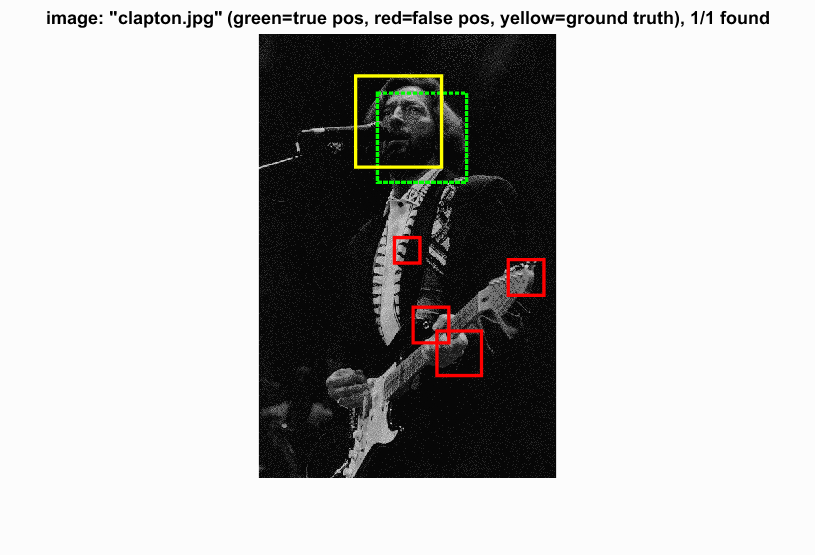 image: "clapton.jpg" (green=true pos, red=false pos, yellow=ground truth), 1/1 found